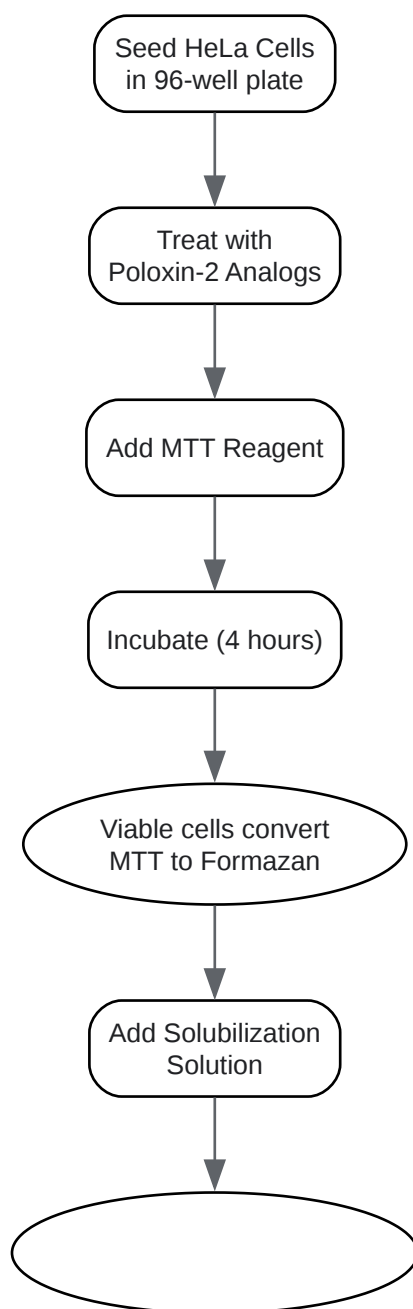 Seed HeLa Cells
in 96-well plate
Treat with
Poloxin-2 Analogs
Add MTT Reagent
Incubate (4 hours)
Viable cells convert
MTT to Formazan
Add Solubilization
Solution